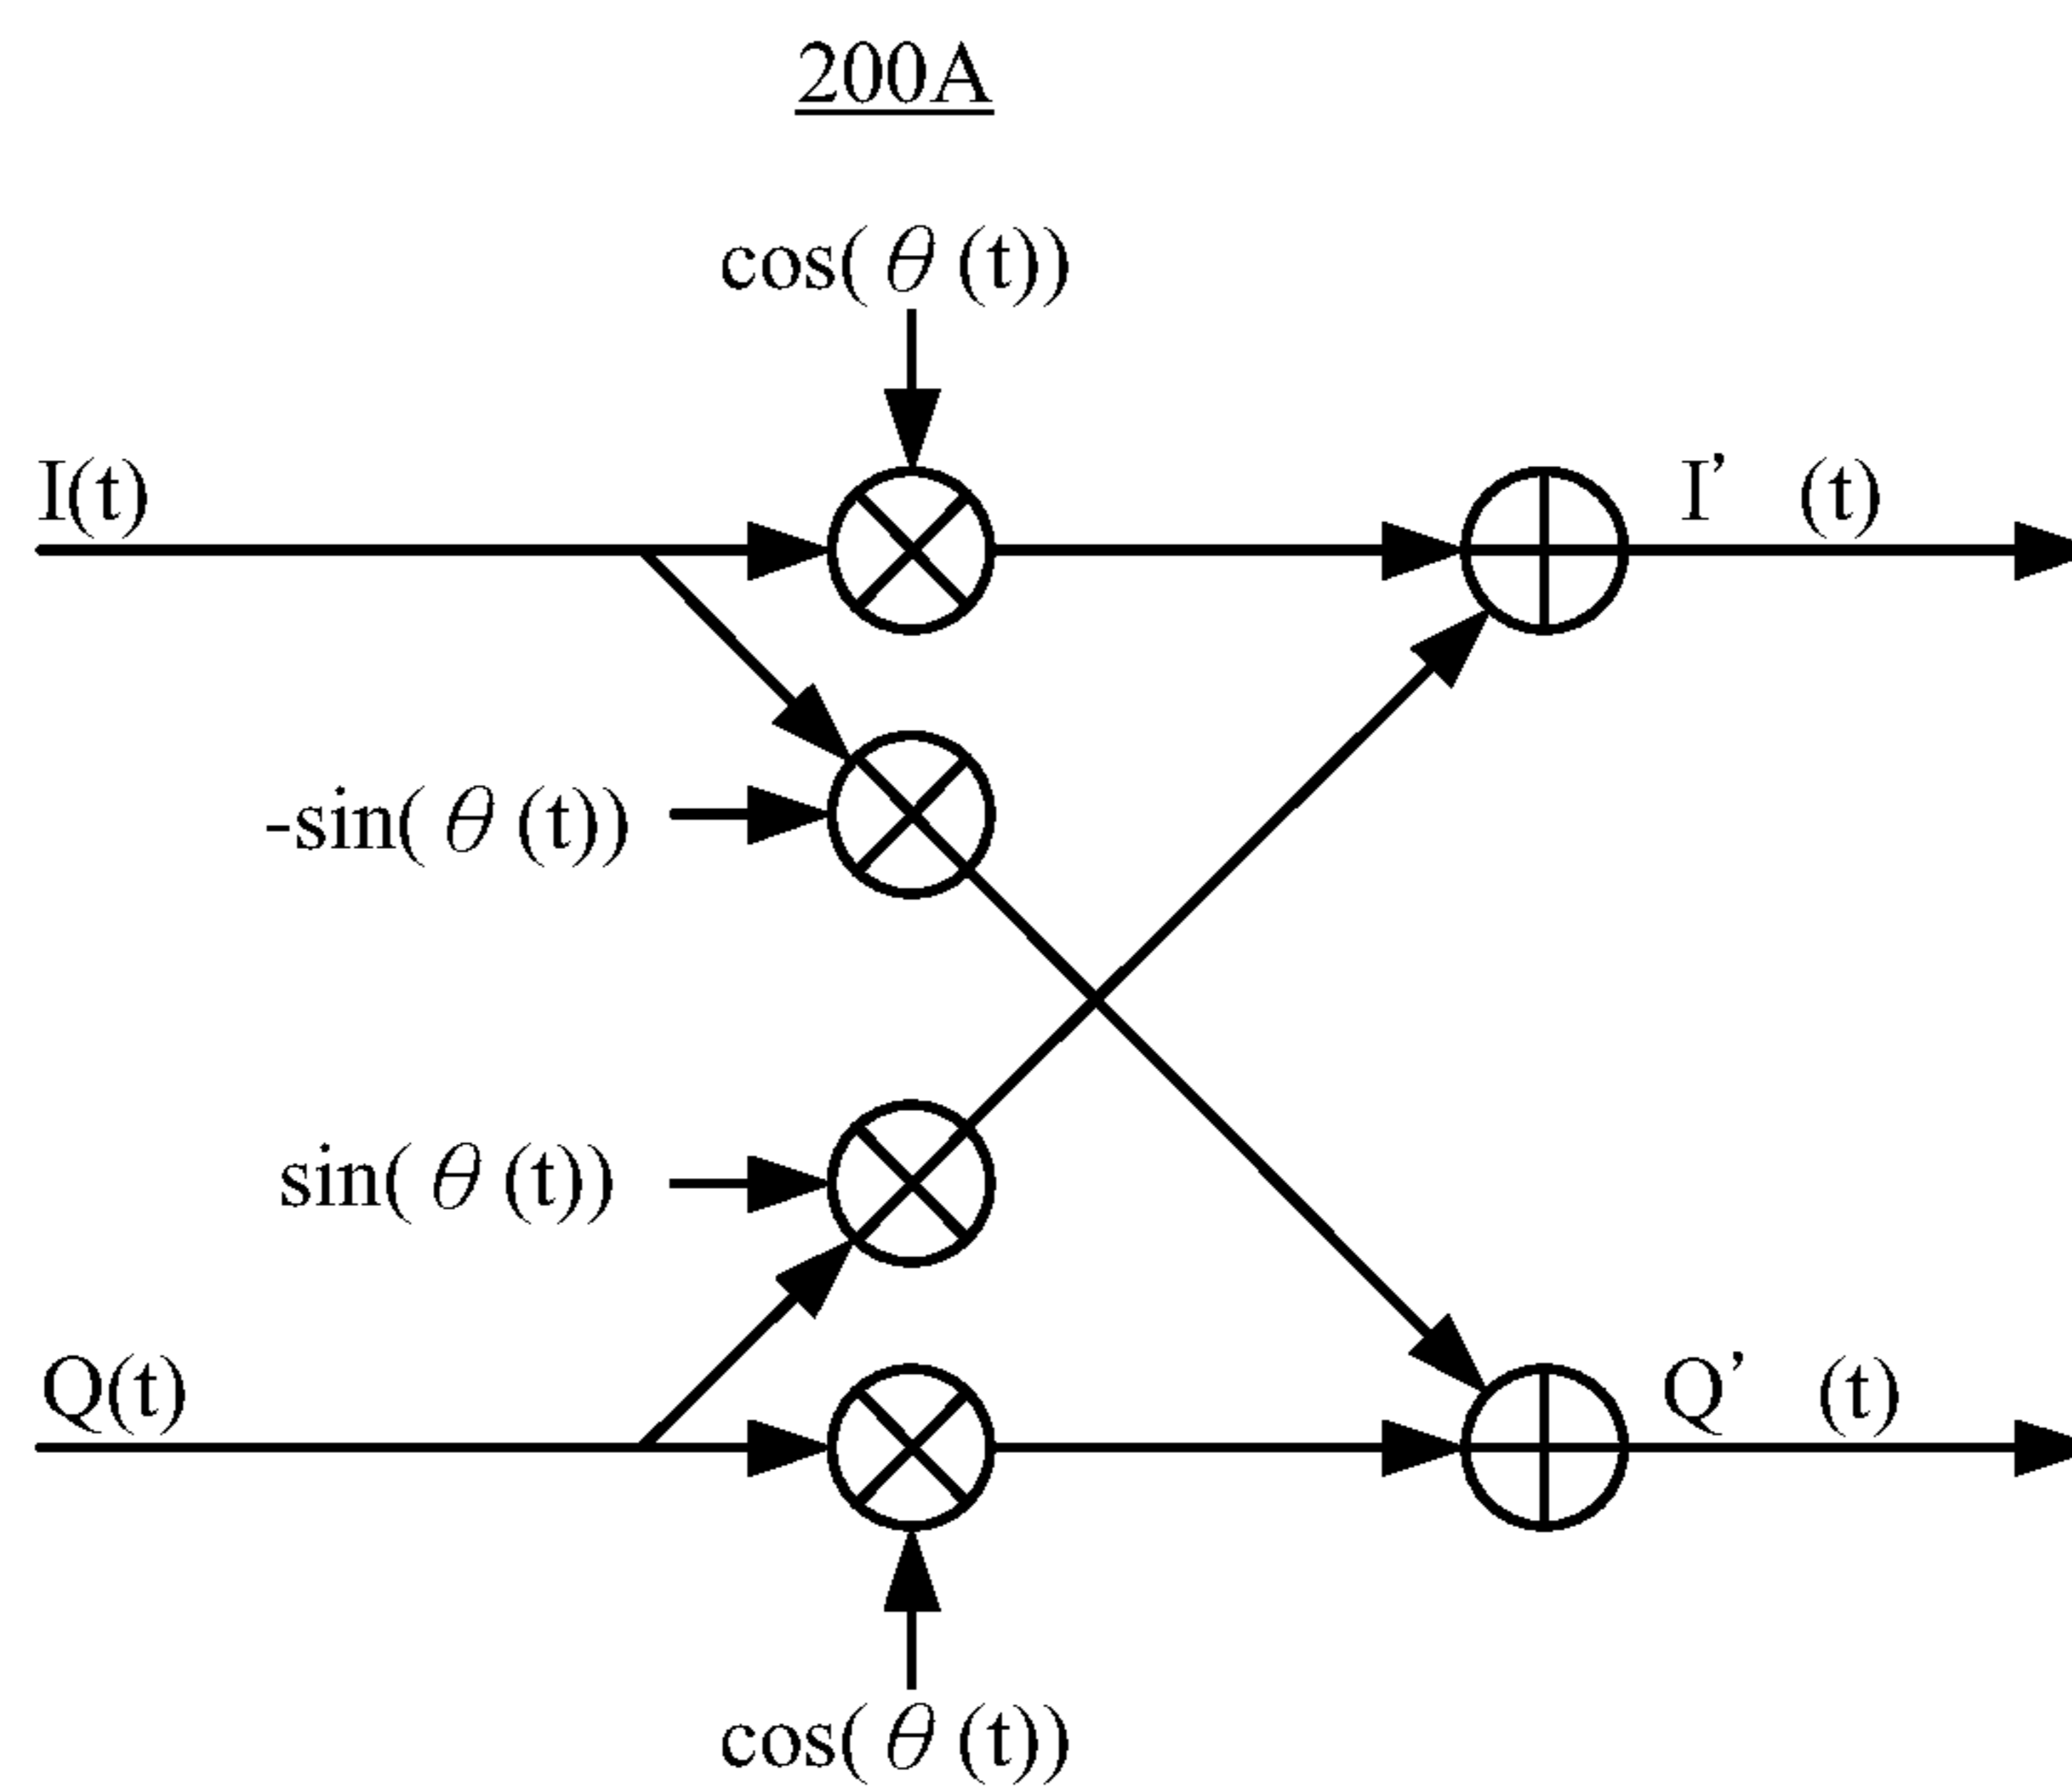 200A
cos( θ (t))
I(t)
I’ (t)
-sin( θ (t))
sin( θ (t))
Q(t)
Q’ (t)
cos( θ (t))